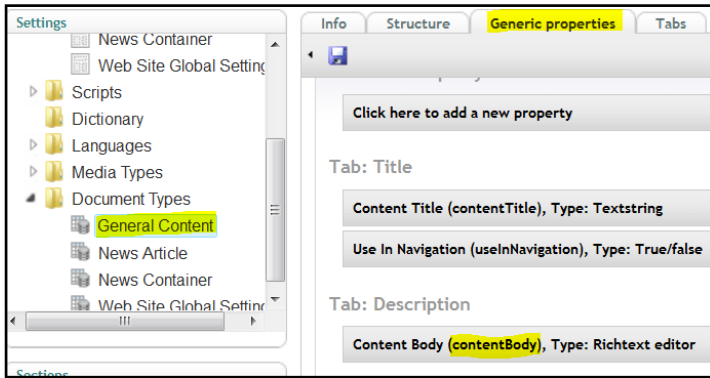 Settings
News Container
Web Site Global Setting
Scripts
Dictionary
Languages
Media Types
Document Types
General Content
News Article
News Container
Web Site Global Setting
Sections
Info Structure Generic properties Tabs
Click here to add a new property
Tab: Title
Content Title (contentTitle), Type: Textstring
Use In Navigation (useInNavigation), Type: True/false
Tab: Description
Content Body (contentBody), Type: Richtext editor